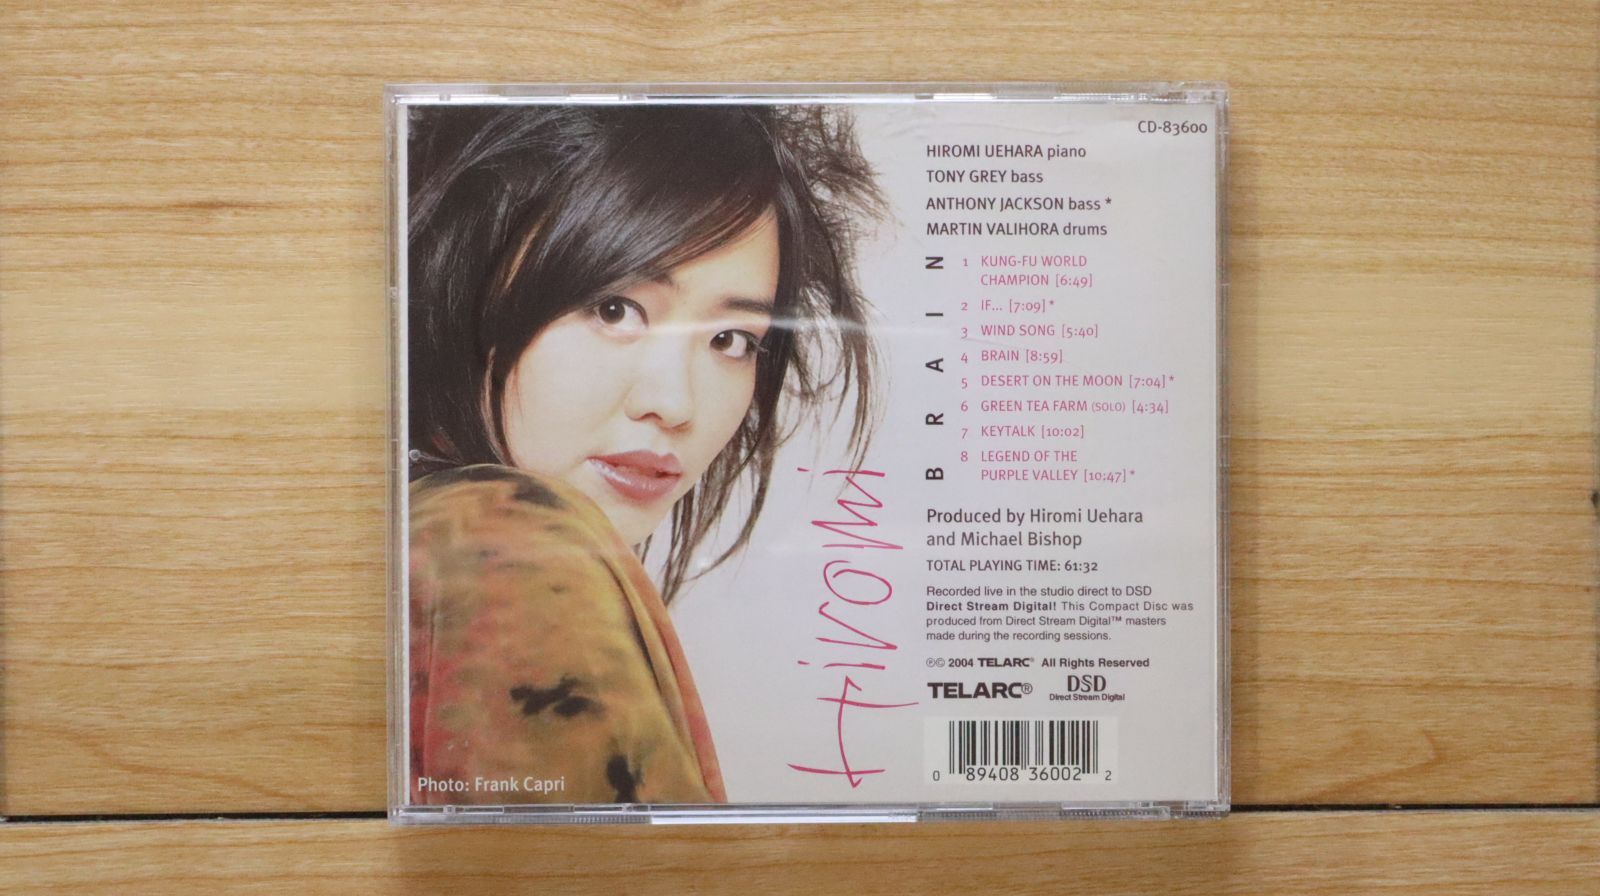 CD-83600
HIROMI UEHARA piano
TONY GREY bass
ANTHONY JACKSON bass *
MARTIN VALIHORA drums
BRAIN
1 KUNG-FU WORLD
CHAMPION [6:49]
2 IF... [7:09] *
3 WIND SONG [5:40]
4 BRAIN [8:59]
5 DESERT ON THE MOON [7:04] *
6 GREEN TEA FARM (SOLO) [4:34]
7 KEYTALK [10:02]
8 LEGEND OF THE
PURPLE VALLEY [10:47] *
Hiromi
Produced by Hiromi Uehara
and Michael Bishop
TOTAL PLAYING TIME: 61:32
Recorded live in the studio direct to DSD
Direct Stream Digital! This Compact Disc was
produced from Direct Stream Digital™ masters
made during the recording sessions.
℗© 2004 TELARC® All Rights Reserved
TELARC® DSD
Direct Stream Digital
0 89408 36002 2
Photo: Frank Capri